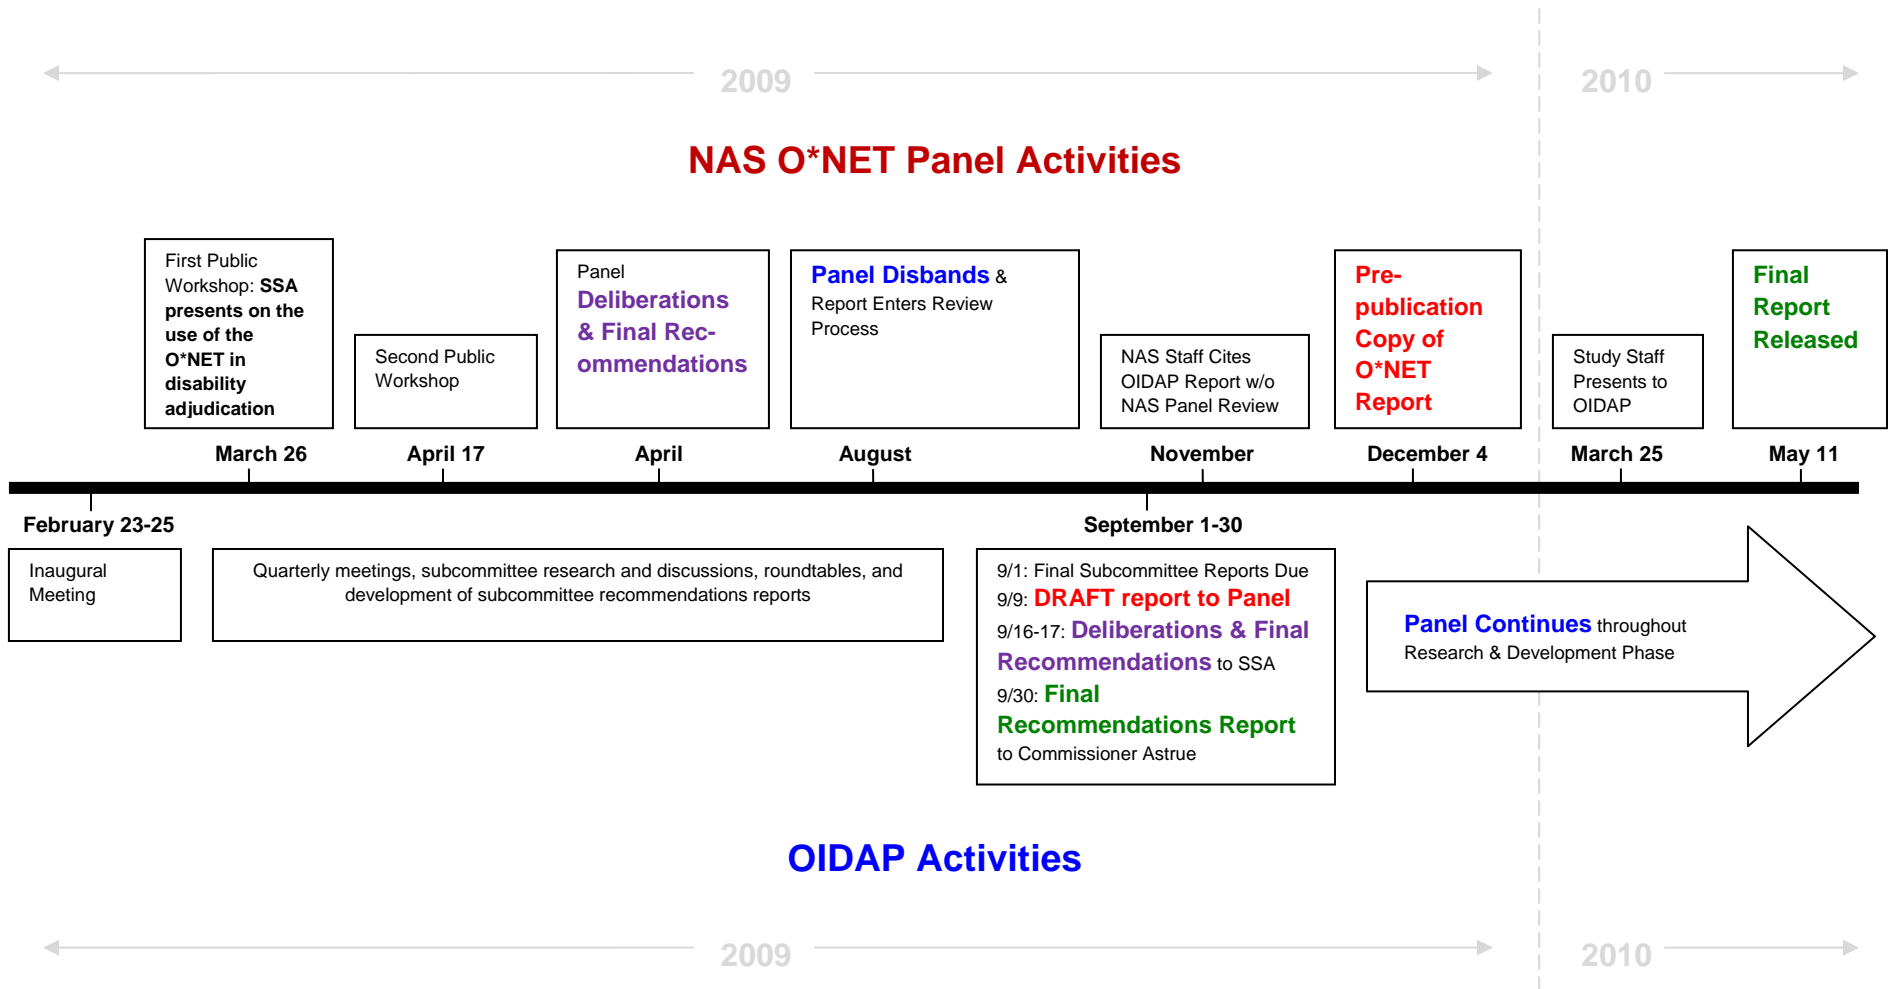 2009
2010
NAS O*NET Panel Activities
First Public
Workshop: SSA
presents on the
use of the
O*NET in
disability
adjudication
March 26
Second Public
Workshop
April 17
Panel
Deliberations
& Final Rec-
ommendations
April
Panel Disbands &
Report Enters Review
Process
August
NAS Staff Cites
OIDAP Report w/o
NAS Panel Review
November
Pre-
publication
Copy of
O*NET
Report
December 4
Study Staff
Presents to
OIDAP
March 25
Final
Report
Released
May 11
February 23-25
Inaugural
Meeting
Quarterly meetings, subcommittee research and discussions, roundtables, and
development of subcommittee recommendations reports
September 1-30
9/1: Final Subcommittee Reports Due
9/9: DRAFT report to Panel
9/16-17: Deliberations & Final
Recommendations to SSA
9/30: Final
Recommendations Report
to Commissioner Astrue
Panel Continues throughout
Research & Development Phase
OIDAP Activities
2009
2010